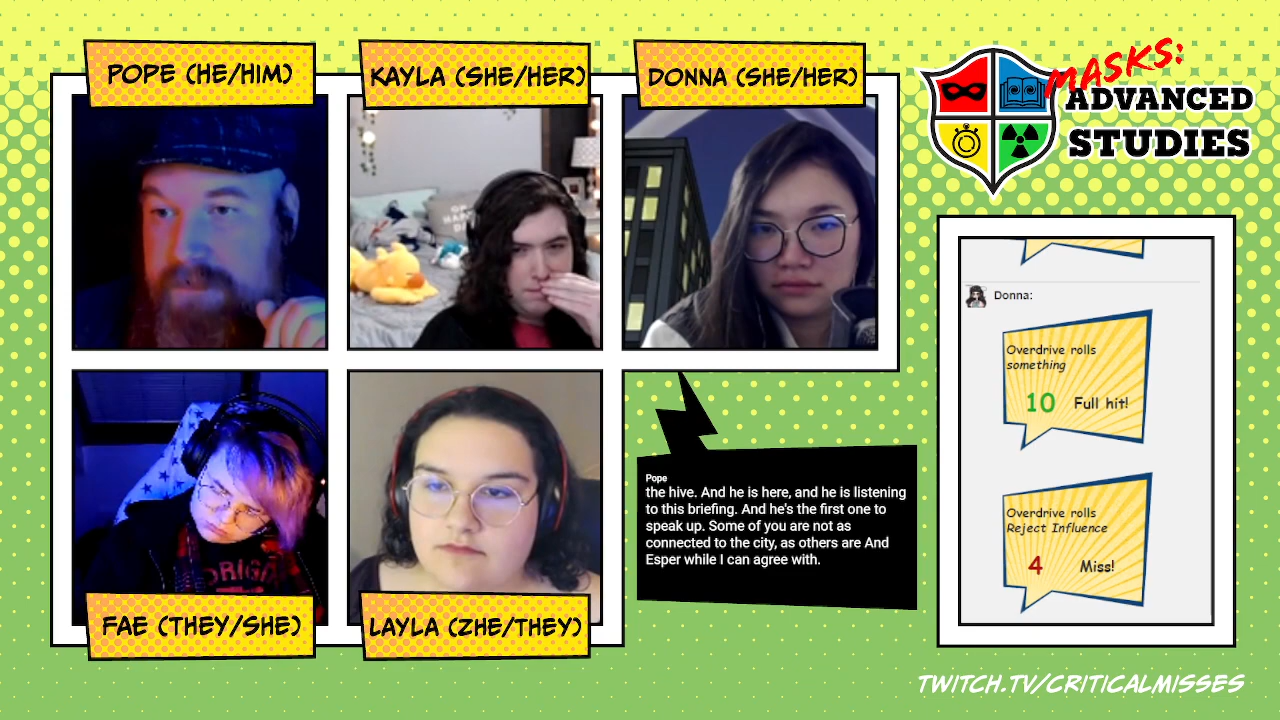 POPE (HE/HIM)
KAYLA (SHE/HER)
DONNA (SHE/HER)
MASKS:
ADVANCED
STUDIES
Donna:
Overdrive rolls
something
10 Full hit!
Overdrive rolls
Reject Influence
4 Miss!
FAE (THEY/SHE)
LAYLA (ZHE/THEY)
Pope
the hive. And he is here, and he is listening
to this briefing. And he's the first one to
speak up. Some of you are not as
connected to the city, as others are And
Esper while I can agree with.
TWITCH.TV/CRITICALMISSES